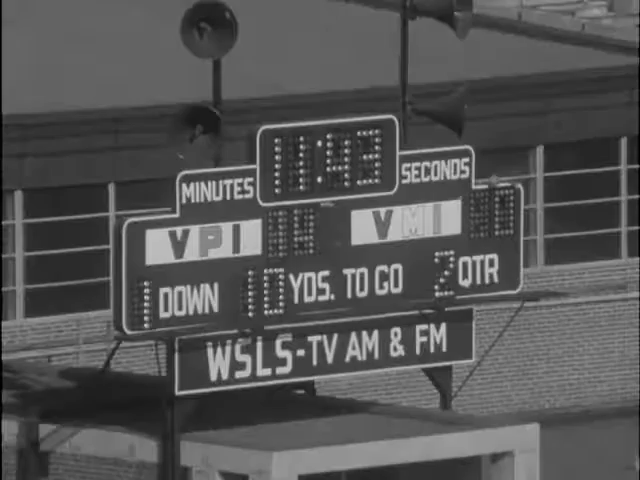 MINUTES SECONDS
VPI VMI
1 DOWN 10 YDS. TO GO 2 QTR
WSLS-TV AM & FM